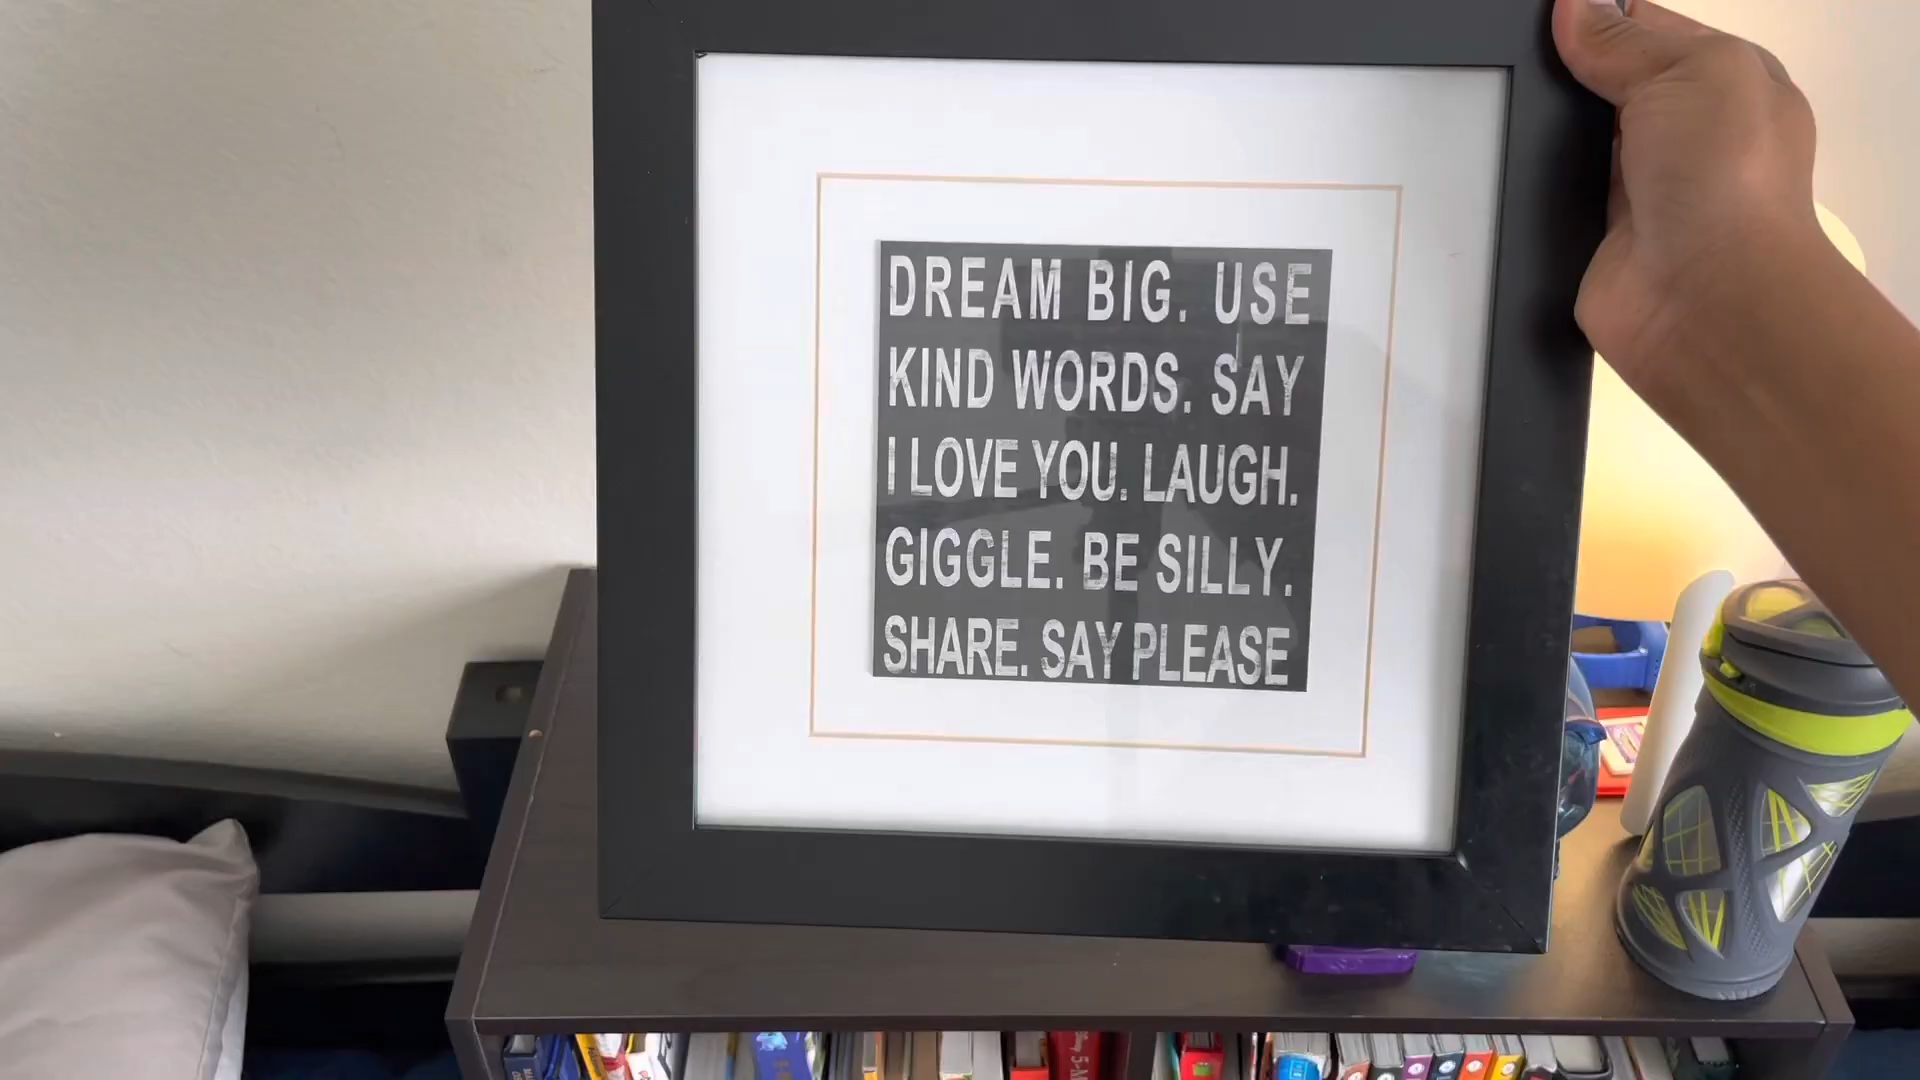 DREAM BIG. USE
KIND WORDS. SAY
I LOVE YOU. LAUGH.
GIGGLE. BE SILLY.
SHARE. SAY PLEASE